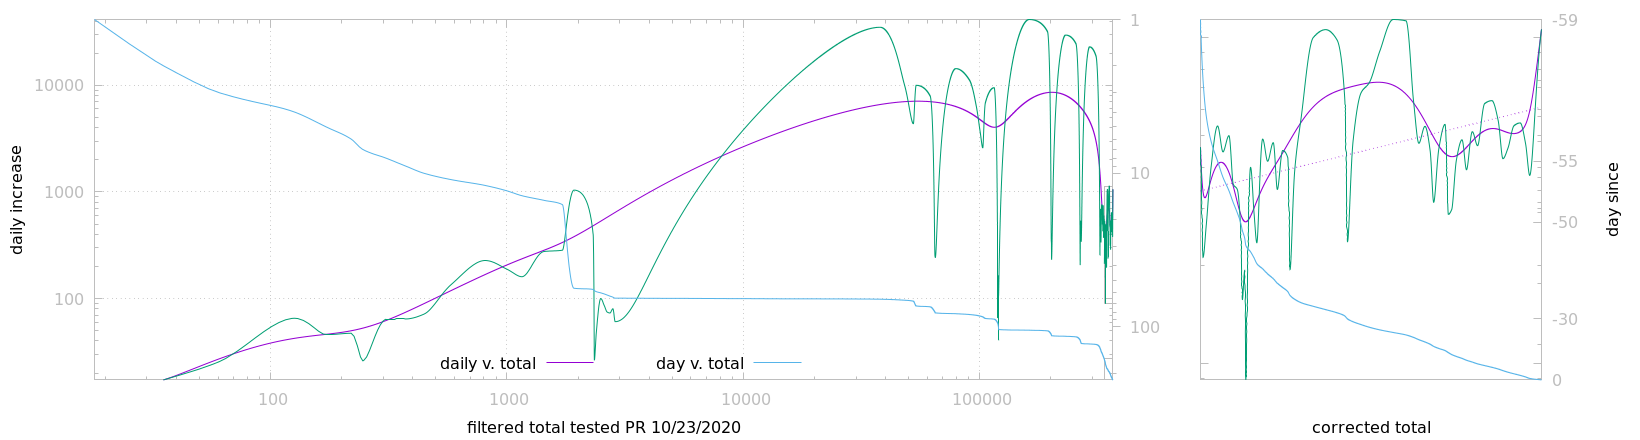 daily increase
10000
1000
100
daily v. total
day v. total
100
1000
10000
100000
1
10
100
filtered total tested PR 10/23/2020
-59
-55
-50
-30
0
day since
corrected total